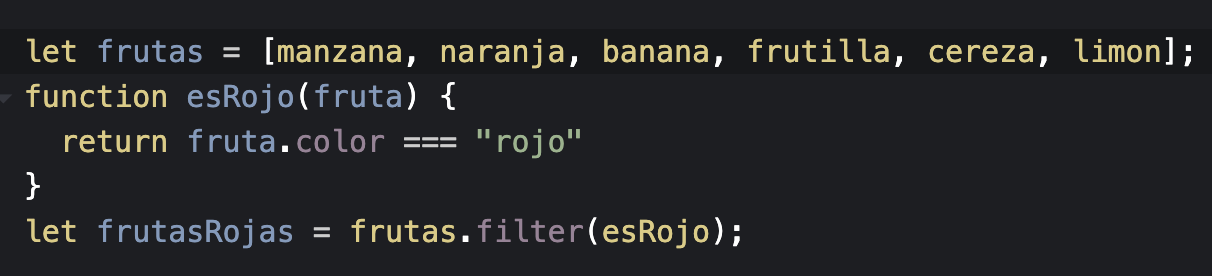 let frutas = [manzana, naranja, banana, frutilla, cereza, limon];
function esRojo(fruta) {
  return fruta.color === "rojo"
}
let frutasRojas = frutas.filter(esRojo);